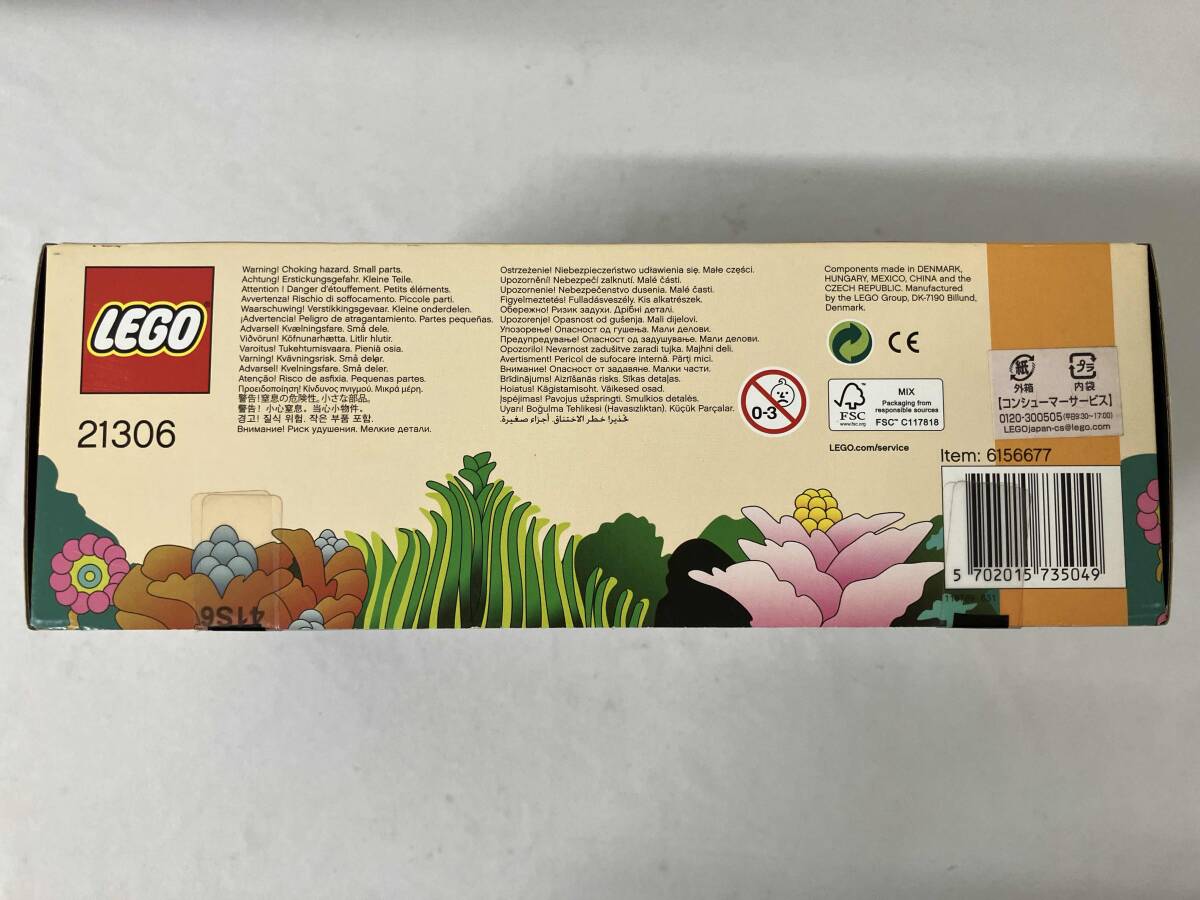 LEGO
21306
Warning! Choking hazard. Small parts.
Achtung! Erstickungsgefahr. Kleine Teile.
Attention ! Danger d'étouffement. Petits éléments.
Avvertenza! Rischio di soffocamento. Piccole parti.
Waarschuwing! Verstikkingsgevaar. Kleine onderdelen.
¡Advertencia! Peligro de atragantamiento. Partes pequeñas.
Advarsel! Kvælningsfare. Små dele.
Viðvörun! Köfnunarhætta. Litlir hlutir.
Varoitus! Tukehtumisvaara. Pieniä osia.
Varning! Kvävningsrisk. Små delar.
Advarsel! Kvelningsfare. Små deler.
Atenção! Risco de asfixia. Pequenas partes.
Προειδοποίηση! Κίνδυνος πνιγμού. Μικρά μέρη.
警告!窒息の危険性。小さな部品。
警告! 小心窒息。当心小物件。
경고! 질식 위험. 작은 부품 포함.
Внимание! Риск удушения. Мелкие детали.
Ostrzeżenie! Niebezpieczeństwo udławienia się. Małe części.
Upozornění! Nebezpečí zalknutí. Malé části.
Upozornenie! Nebezpečenstvo dusenia. Malé časti.
Figyelmeztetés! Fulladásveszély. Kis alkatrészek.
Обережно! Ризик задухи. Дрібні деталі.
Upozorenje! Opasnost od gušenja. Mali dijelovi.
Упозорење! Опасност од гушења. Мали делови.
Предупредување! Опасност од задушување. Мали делови.
Opozorilo! Nevarnost zadušitve zaradi tujka. Majhni deli.
Avertisment! Pericol de sufocare internă. Părți mici.
Внимание! Опасност от задавяне. Малки части.
Brīdinājums! Aizrīšanās risks. Sīkas detaļas.
Hoiatus! Kägistamisoht. Väikesed osad.
Įspėjimas! Pavojus užspringti. Smulkios detalės.
Uyarı! Boğulma Tehlikesi (Havasızlıktan). Küçük Parçalar.
تحذير! خطر الاختناق. أجزاء صغيرة.
0-3
Components made in DENMARK,
HUNGARY, MEXICO, CHINA and the
CZECH REPUBLIC. Manufactured
by the LEGO Group, DK-7190 Billund,
Denmark.
CE
FSC
www.fsc.org
MIX
Packaging from
responsible sources
FSC™ C117818
LEGO.com/service
紙
プラ
外箱
内袋
【コンシューマーサービス】
0120-300505(平日9:30~17:00)
LEGOjapan-cs@lego.com
Item: 6156677
5 702015 735049
41S6